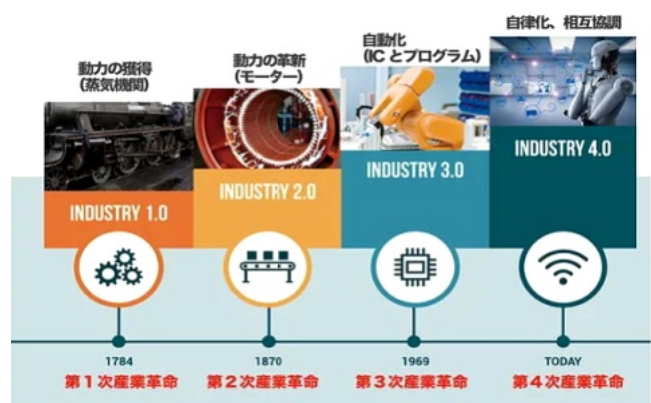 動力の獲得
(蒸気機関)
動力の革新
(モーター)
自動化
(IC とプログラム)
自律化、相互協調
INDUSTRY 1.0
INDUSTRY 2.0
INDUSTRY 3.0
INDUSTRY 4.0
1784
1870
1969
TODAY
第1次産業革命
第2次産業革命
第3次産業革命
第4次産業革命